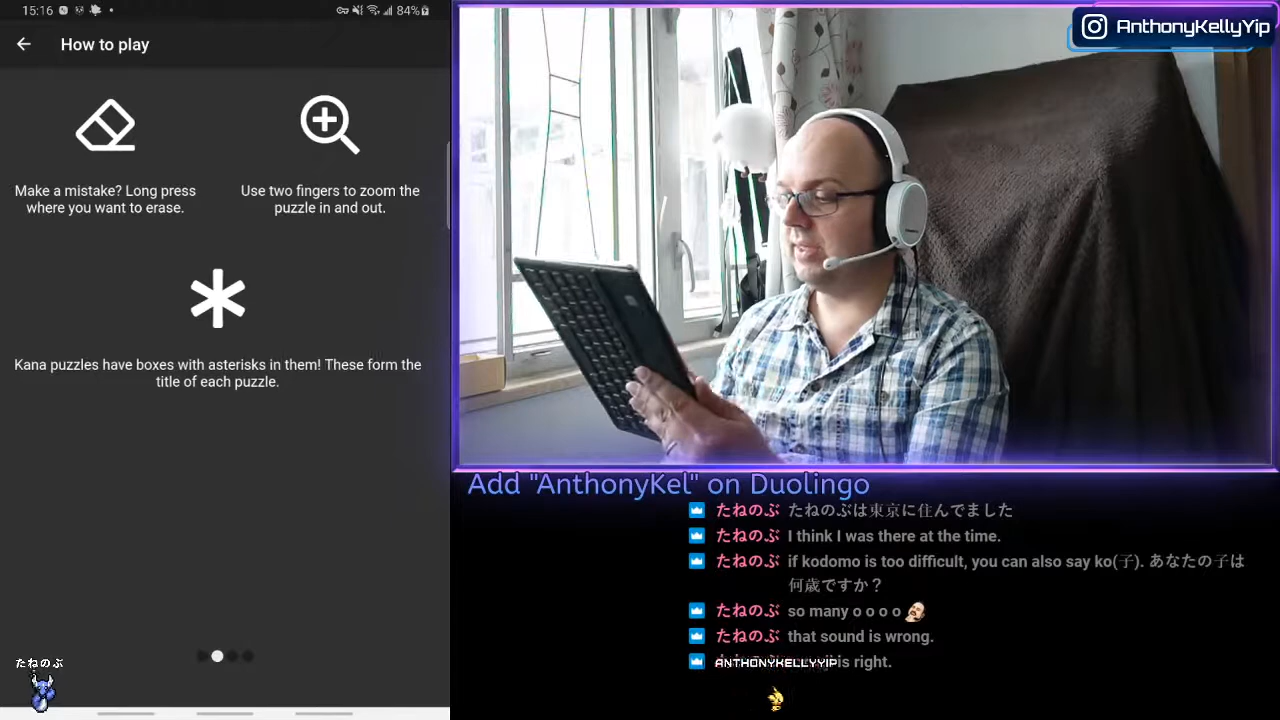 15:16
84%
How to play
Make a mistake? Long press
where you want to erase.
Use two fingers to zoom the
puzzle in and out.
Kana puzzles have boxes with asterisks in them! These form the
title of each puzzle.
たねのぶ
AnthonyKellyYip
Add "AnthonyKel" on Duolingo
たねのぶ たねのぶは東京に住んでました
たねのぶ I think I was there at the time.
たねのぶ if kodomo is too difficult, you can also say ko(子). あなたの子は
何歳ですか？
たねのぶ so many o o o o
たねのぶ that sound is wrong.
ANTHONYKELLYYIP is right.